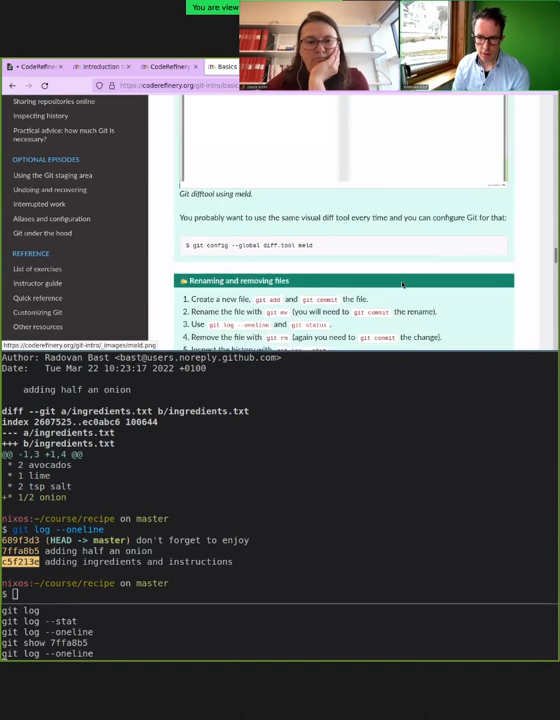 You are view
CodeRefinery
Introduction t
CodeRefinery
Basics
https://coderefinery.org/git-intro/basic
Sharing repositories online
Inspecting history
Practical advice: how much Git is
necessary?
OPTIONAL EPISODES
Using the Git staging area
Undoing and recovering
Interrupted work
Aliases and configuration
Git under the hood
REFERENCE
List of exercises
Instructor guide
Quick reference
Customizing Git
Other resources
https://coderefinery.org/git-intro/_images/meld.png
Git difftool using meld.
You probably want to use the same visual diff tool every time and you can configure Git for that:
$ git config --global diff.tool meld
Renaming and removing files
1. Create a new file, git add and git commit the file.
2. Rename the file with git mv (you will need to git commit the rename).
3. Use git log --oneline and git status.
4. Remove the file with git rm (again you need to git commit the change).
Author: Radovan Bast <bast@users.noreply.github.com>
Date: Tue Mar 22 10:23:17 2022 +0100
adding half an onion
diff --git a/ingredients.txt b/ingredients.txt
index 2607525..ec0abc6 100644
--- a/ingredients.txt
+++ b/ingredients.txt
@@ -1,3 +1,4 @@
* 2 avocados
* 1 lime
* 2 tsp salt
+* 1/2 onion
nixos:~/course/recipe on master
$ git log --oneline
689f3d3 (HEAD -> master) don't forget to enjoy
7ffa8b5 adding half an onion
c5f213e adding ingredients and instructions
nixos:~/course/recipe on master
$
git log
git log --stat
git log --oneline
git show 7ffa8b5
git log --oneline